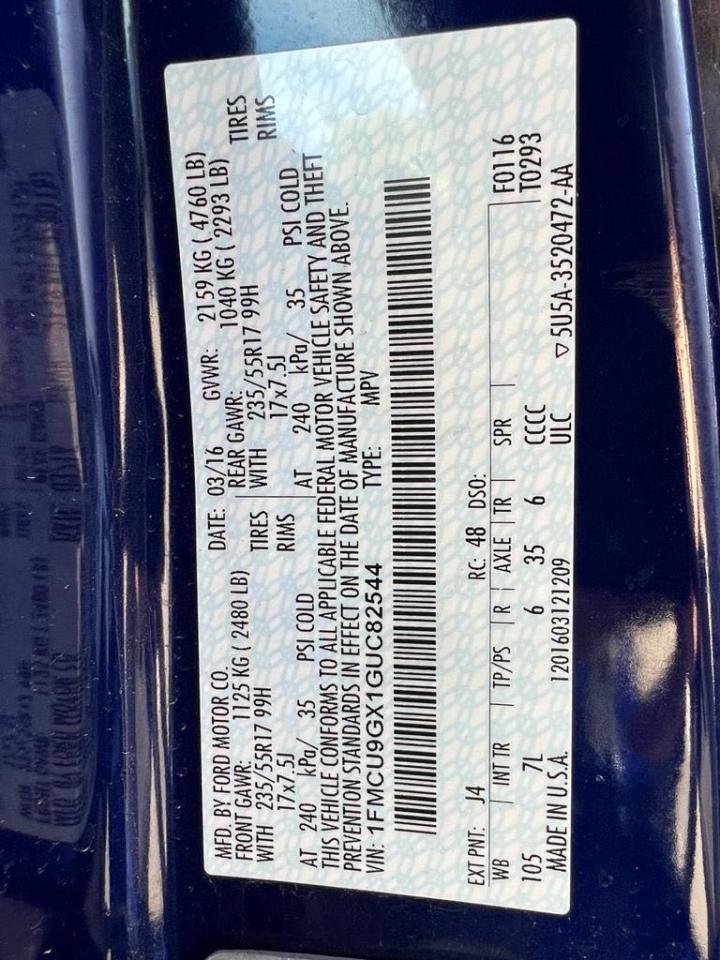 MFD. BY FORD MOTOR CO. DATE: 03/16 GVWR: 2159 KG ( 4760 LB)
FRONT GAWR: 1125 KG ( 2480 LB) REAR GAWR: 1040 KG ( 2293 LB)
WITH 235/55R17 99H TIRES WITH 235/55R17 99H TIRES
17x7.5J RIMS 17x7.5J RIMS
AT 240 kPa/ 35 PSI COLD AT 240 kPa/ 35 PSI COLD
THIS VEHICLE CONFORMS TO ALL APPLICABLE FEDERAL MOTOR VEHICLE SAFETY AND THEFT
PREVENTION STANDARDS IN EFFECT ON THE DATE OF MANUFACTURE SHOWN ABOVE.
VIN: 1FMCU9GX1GUC82544 TYPE: MPV
EXT PNT: J4 RC: 48 DSO: F0116
WB INT TR TP/PS R AXLE TR SPR T0293
105 7L 6 35 6 CCCC
MADE IN U.S.A. 1201603121209 ULC ▽ 5U5A-3520472-AA